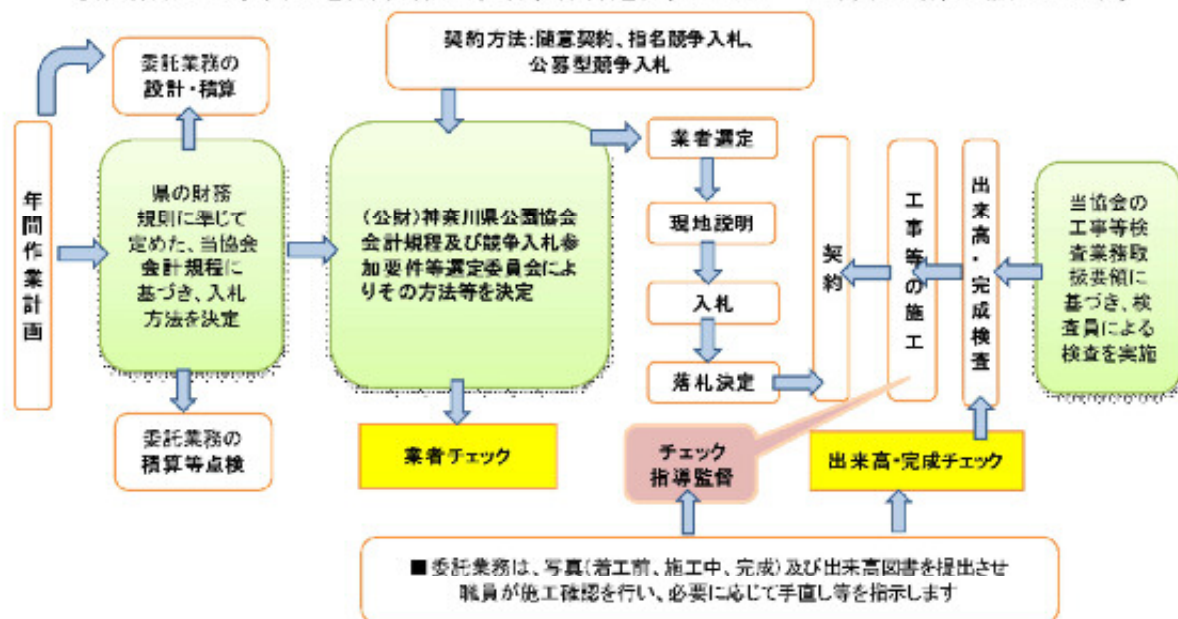 契約方法:随意契約、指名競争入札、
公募型競争入札
委託業務の
設計・積算
年間作業計画
県の財務
規則に準じて
定めた、当協会
会計規程に
基づき、入札
方法を決定
委託業務の
積算等点検
(公財)神奈川県公園協会
会計規程及び競争入札参
加要件等選定委員会によ
りその方法等を決定
業者チェック
業者選定
現地説明
入札
落札決定
契約
工事等の施工
出来高・完成検査
当協会の
工事等検
査業務取
扱要領に
基づき、検
査員による
検査を実施
チェック
指導監督
出来高・完成チェック
■委託業務は、写真(着工前、施工中、完成)及び出来高図書を提出させ
職員が施工確認を行い、必要に応じて手直し等を指示します